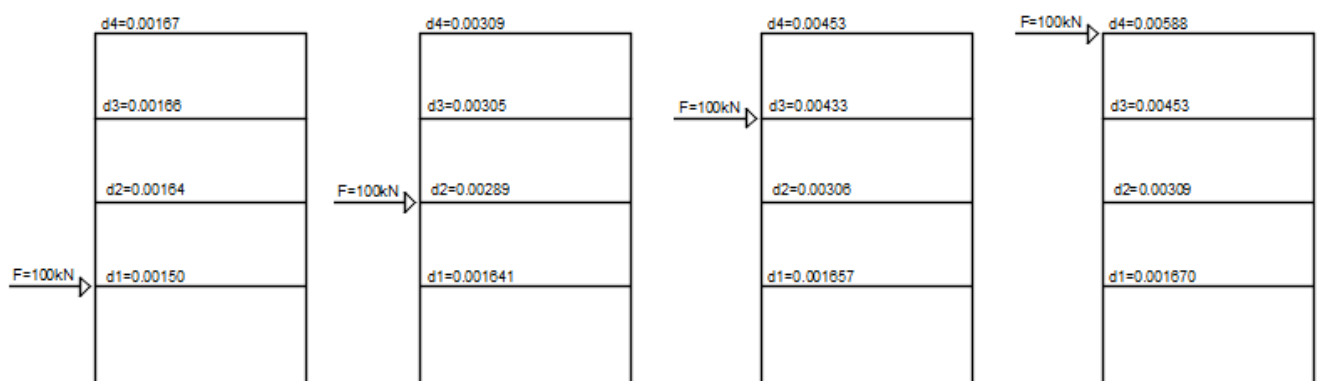 d4=0.00167
d3=0.00166
d2=0.00164
F=100kN
d1=0.00150
d4=0.00309
d3=0.00305
F=100kN
d2=0.00289
d1=0.001641
d4=0.00453
F=100kN
d3=0.00433
d2=0.00306
d1=0.001657
F=100kN
d4=0.00588
d3=0.00453
d2=0.00309
d1=0.001670